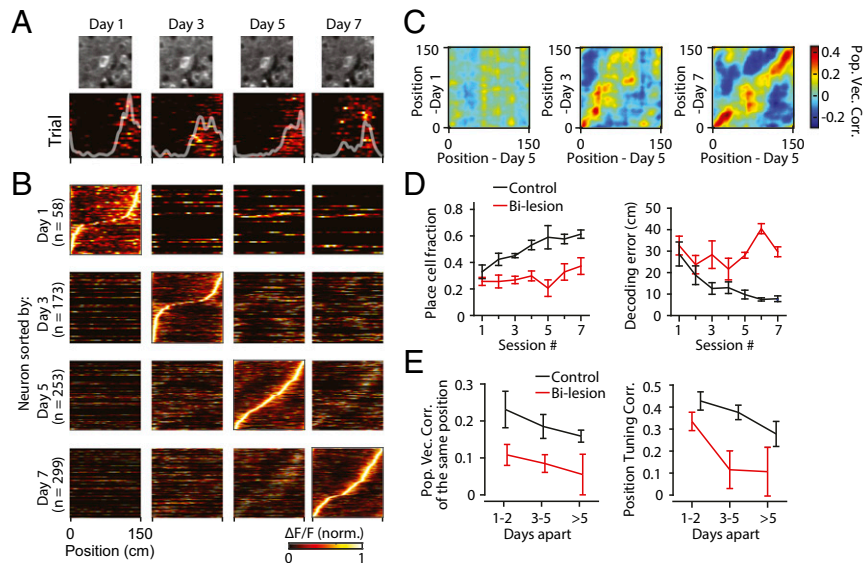 A
Day 1 Day 3 Day 5 Day 7
Trial
B
Neuron sorted by:
Day 1
(n = 58)
Day 3
(n = 173)
Day 5
(n = 253)
Day 7
(n = 299)
0 150
Position (cm)
ΔF/F (norm.)
0 1
C
150
Position
-Day 1
0
0 150
Position - Day 5
150
Position
-Day 3
0
0 150
Position - Day 5
150
Position
-Day 7
0
0 150
Position - Day 5
0.4
0.2
0
-0.2
Pop. Vec. Corr.
D
Control
Bi-lesion
Place cell fraction
0.8
0.6
0.4
0.2
0
1 3 5 7
Session #
Decoding error (cm)
50
40
30
20
10
0
1 3 5 7
Session #
E
Control
Bi-lesion
Pop. Vec. Corr.
of the same position
0.3
0.2
0.1
0
1-2 3-5 >5
Days apart
Position Tuning Corr.
0.5
0.4
0.3
0.2
0.1
0
1-2 3-5 >5
Days apart